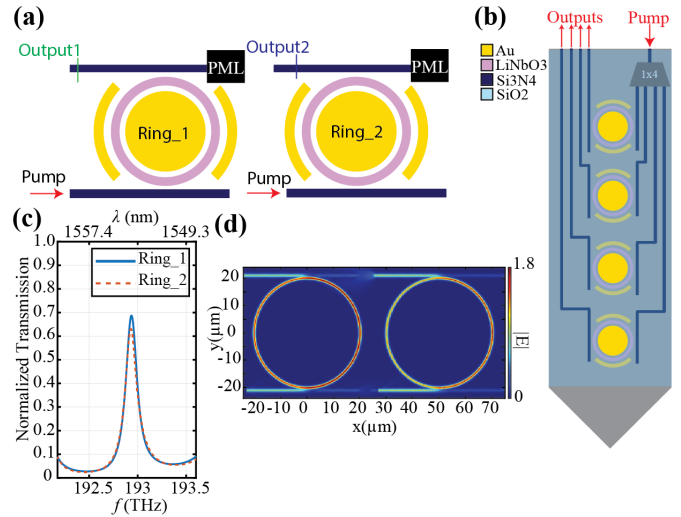 (a)
Output1
PML
Ring_1
Pump
Output2
PML
Ring_2
Pump
(b)
Outputs
Pump
Au
LiNbO3
Si3N4
SiO2
1x4
(c)
λ (nm)
1557.4 1549.3
1.0
0.9
0.8
0.7
0.6
0.5
0.4
0.3
0.2
0.1
0
Normalized Transmission
Ring_1
Ring_2
192.5 193 193.5
f(THz)
(d)
20
10
0
-10
-20
y(μm)
-20 -10 0 10 20 30 40 50 60 70
x(μm)
1.8
|E|
0